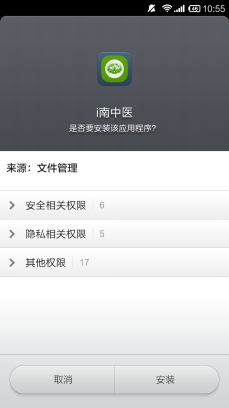 10:55
i南中医
是否要安装该应用程序?
来源：文件管理
安全相关权限 6
隐私相关权限 5
其他权限 17
取消 安装